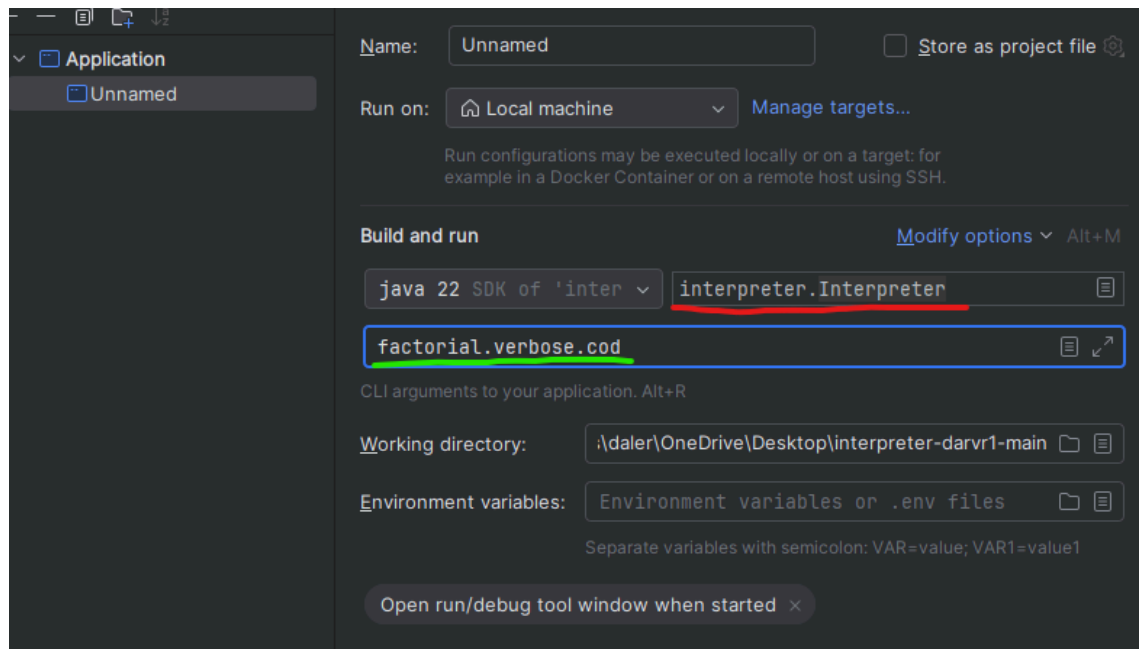 Application
Unnamed
Name: Unnamed Store as project file
Run on: Local machine Manage targets...
Run configurations may be executed locally or on a target: for
example in a Docker Container or on a remote host using SSH.
Build and run Modify options Alt+M
java 22 SDK of 'inter interpreter.Interpreter
factorial.verbose.cod
CLI arguments to your application. Alt+R
Working directory: \daler\OneDrive\Desktop\interpreter-darvr1-main
Environment variables: Environment variables or .env files
Separate variables with semicolon: VAR=value; VAR1=value1
Open run/debug tool window when started ×